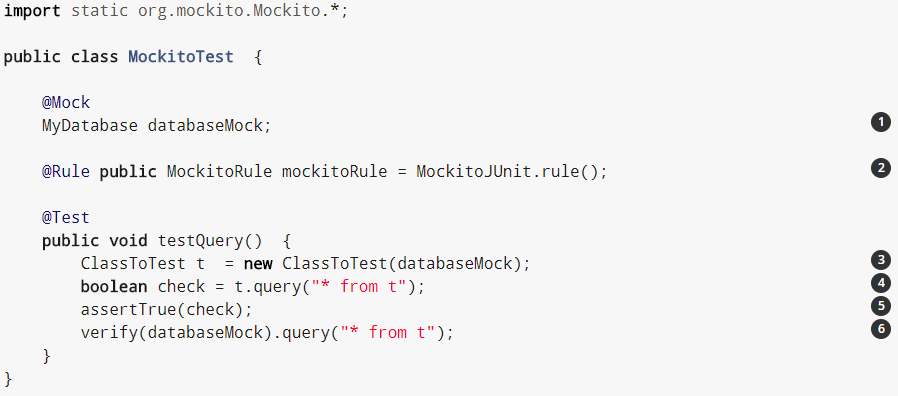 import static org.mockito.Mockito.*;
public class MockitoTest  {
@Mock
MyDatabase databaseMock; 1
@Rule public MockitoRule mockitoRule = MockitoJUnit.rule(); 2
@Test
public void testQuery()  {
ClassToTest t  = new ClassToTest(databaseMock); 3
boolean check = t.query("* from t"); 4
assertTrue(check); 5
verify(databaseMock).query("* from t"); 6
}
}